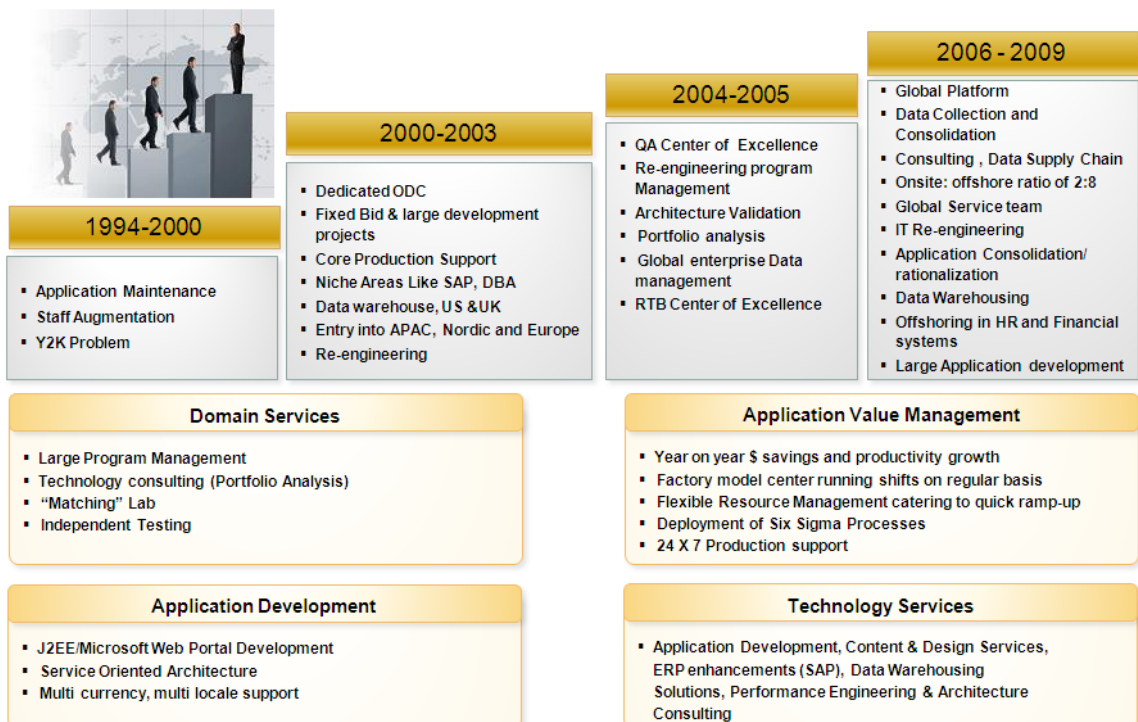 1994-2000
▪ Application Maintenance
▪ Staff Augmentation
▪ Y2K Problem
2000-2003
▪ Dedicated ODC
▪ Fixed Bid & large development
projects
▪ Core Production Support
▪ Niche Areas Like SAP, DBA
▪ Data warehouse, US &UK
▪ Entry into APAC, Nordic and Europe
▪ Re-engineering
2004-2005
▪ QA Center of Excellence
▪ Re-engineering program
Management
▪ Architecture Validation
▪ Portfolio analysis
▪ Global enterprise Data
management
▪ RTB Center of Excellence
2006 - 2009
▪ Global Platform
▪ Data Collection and
Consolidation
▪ Consulting , Data Supply Chain
▪ Onsite: offshore ratio of 2:8
▪ Global Service team
▪ IT Re-engineering
▪ Application Consolidation/
rationalization
▪ Data Warehousing
▪ Offshoring in HR and Financial
systems
▪ Large Application development
Domain Services
▪ Large Program Management
▪ Technology consulting (Portfolio Analysis)
▪ “Matching” Lab
▪ Independent Testing
Application Value Management
▪ Year on year $ savings and productivity growth
▪ Factory model center running shifts on regular basis
▪ Flexible Resource Management catering to quick ramp-up
▪ Deployment of Six Sigma Processes
▪ 24 X 7 Production support
Application Development
▪ J2EE/Microsoft Web Portal Development
▪ Service Oriented Architecture
▪ Multi currency, multi locale support
Technology Services
▪ Application Development, Content & Design Services,
ERP enhancements (SAP), Data Warehousing
Solutions, Performance Engineering & Architecture
Consulting